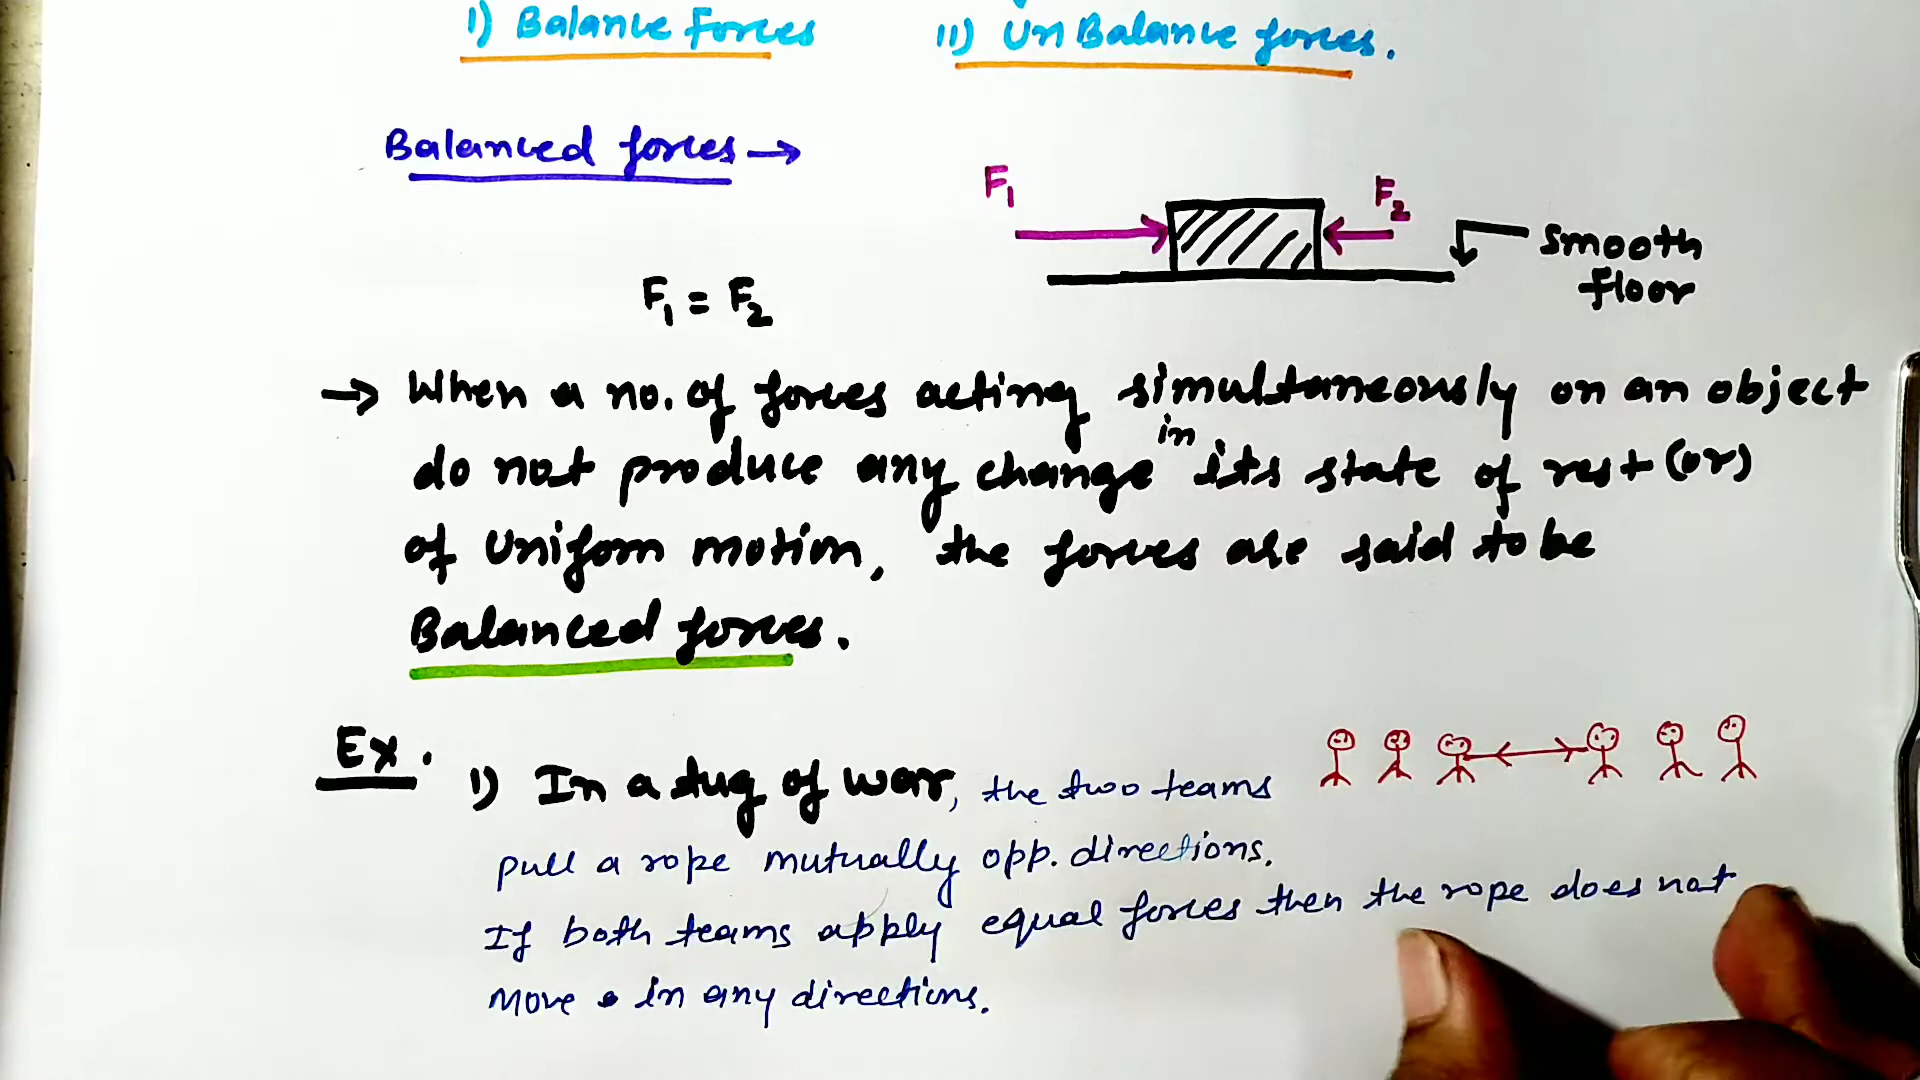 I) Balance Forces II) UnBalance forces.
Balanced forces →
F₁ F₂
smooth
floor
F₁ = F₂
→ When a no. of forces acting simultaneously on an object
do not produce any change in its state of rest (or)
of Uniform motion, the forces are said to be
Balanced forces.
Ex.
1) In a tug of war, the two teams
pull a rope mutually opp. directions.
If both teams apply equal forces then the rope does not
Move in any directions.